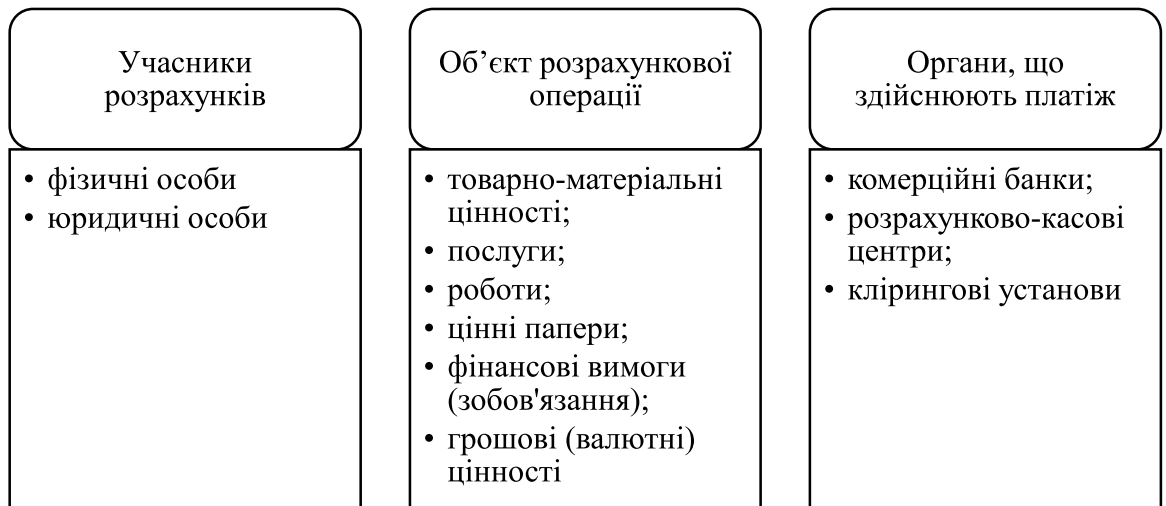 Учасники
розрахунків
• фізичні особи
• юридичні особи
Об’єкт розрахункової
операції
• товарно-матеріальні
цінності;
• послуги;
• роботи;
• цінні папери;
• фінансові вимоги
(зобов'язання);
• грошові (валютні)
цінності
Органи, що
здійснюють платіж
• комерційні банки;
• розрахунково-касові
центри;
• клірингові установи